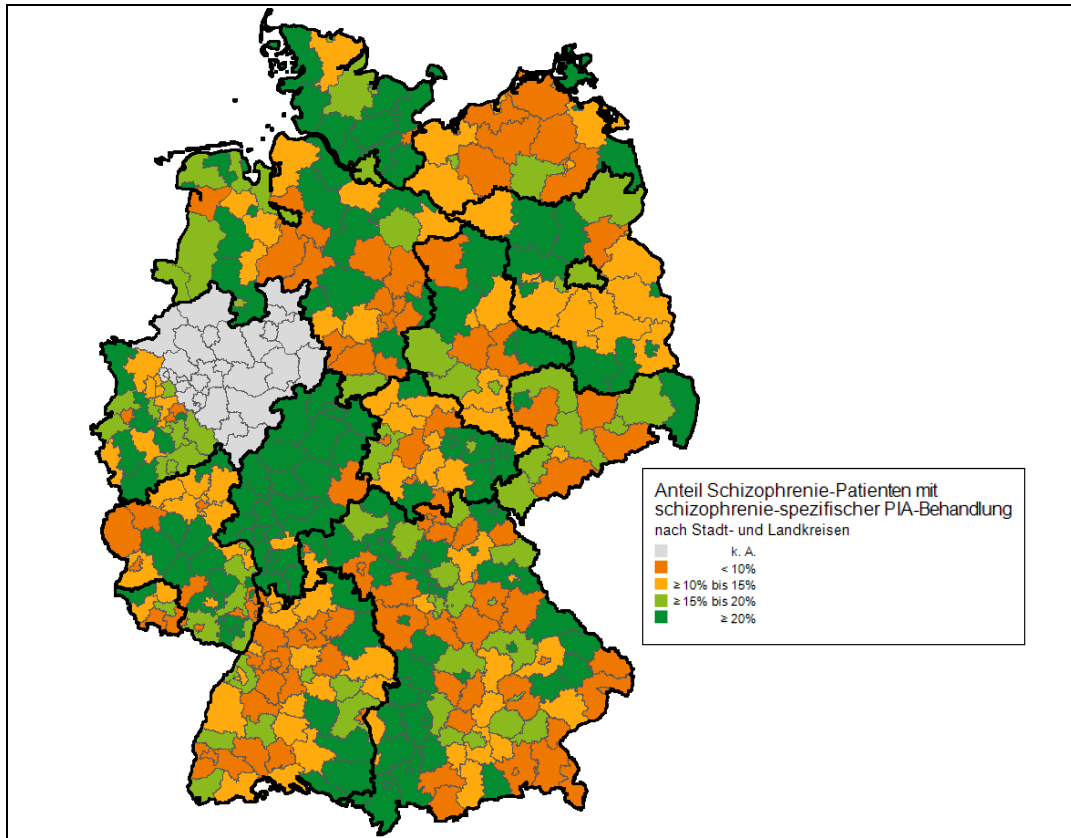 Anteil Schizophrenie-Patienten mit
schizophrenie-spezifischer PIA-Behandlung
nach Stadt- und Landkreisen
k. A.
< 10%
≥ 10% bis 15%
≥ 15% bis 20%
≥ 20%